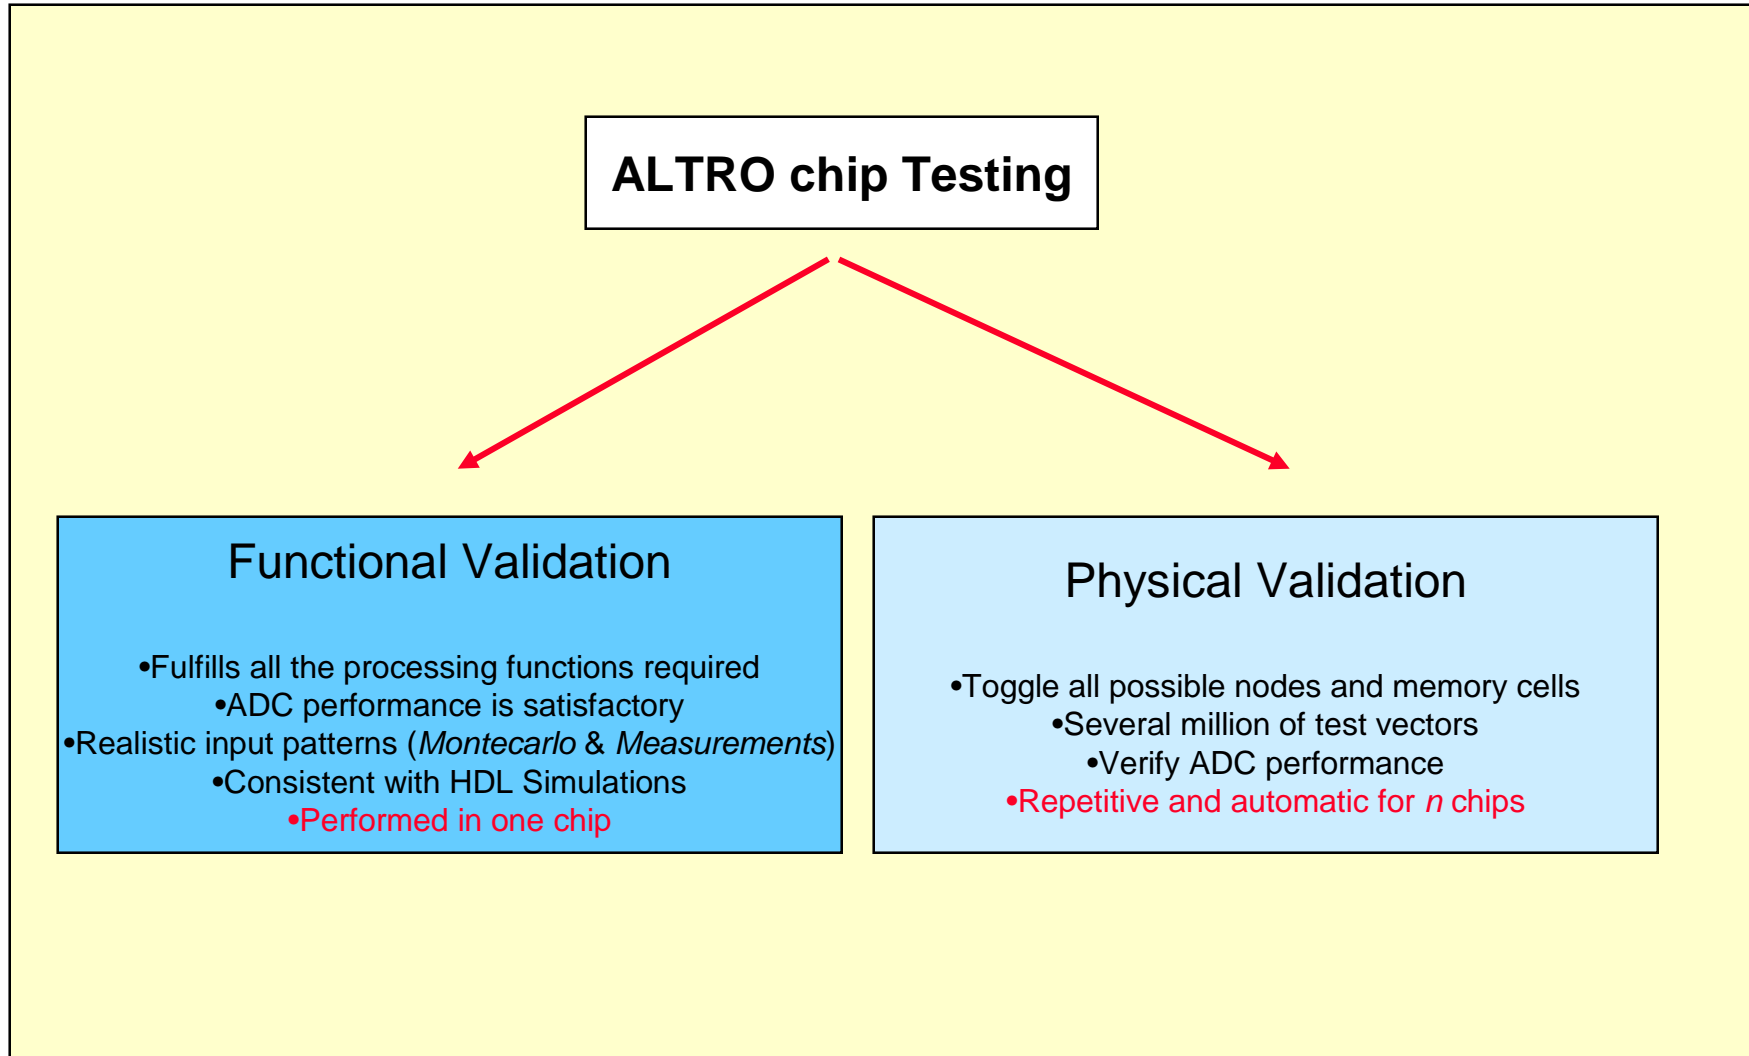 ALTRO chip Testing
Functional Validation
•Fulfills all the processing functions required
•ADC performance is satisfactory
•Realistic input patterns (Montecarlo & Measurements)
•Consistent with HDL Simulations
•Performed in one chip
Physical Validation
•Toggle all possible nodes and memory cells
•Several million of test vectors
•Verify ADC performance
•Repetitive and automatic for n chips